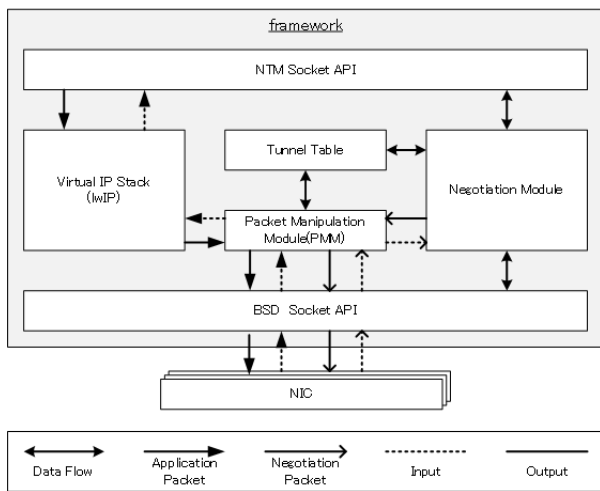 framework
NTM Socket API
Virtual IP Stack
(lwIP)
Tunnel Table
Negotiation Module
Packet Manipulation
Module(PMM)
BSD Socket API
NIC
Data Flow
Application
Packet
Negotiation
Packet
Input
Output